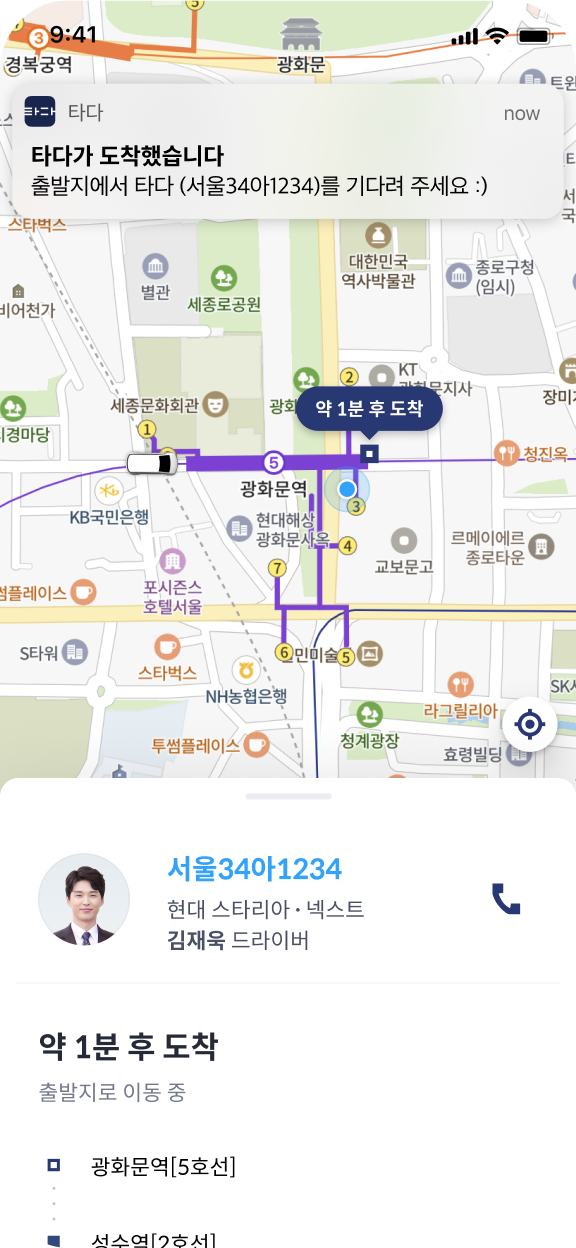 5
9:41
3
경복궁역
광화문
타다
now
타다가 도착했습니다
출발지에서 타다 (서울34아1234)를 기다려 주세요 :)
스타벅스
대한민국
역사박물관
종로구청
(임시)
별관
세종로공원
비어천가
KT
광화문지사
2
장미
세종문화회관
광화
약 1분 후 도착
1
시경마당
5
청진옥
광화문역
KB국민은행
3
현대해상
광화문사옥
4
교보문고
르메이에르
종로타운
7
포시즌스
호텔서울
썸플레이스
S타워
6
민미술
5
스타벅스
NH농협은행
라그릴리아
SK
청계광장
투썸플레이스
효령빌딩
서울34아1234
현대 스타리아 • 넥스트
김재욱 드라이버
약 1분 후 도착
출발지로 이동 중
광화문역[5호선]
성수역[2호선]